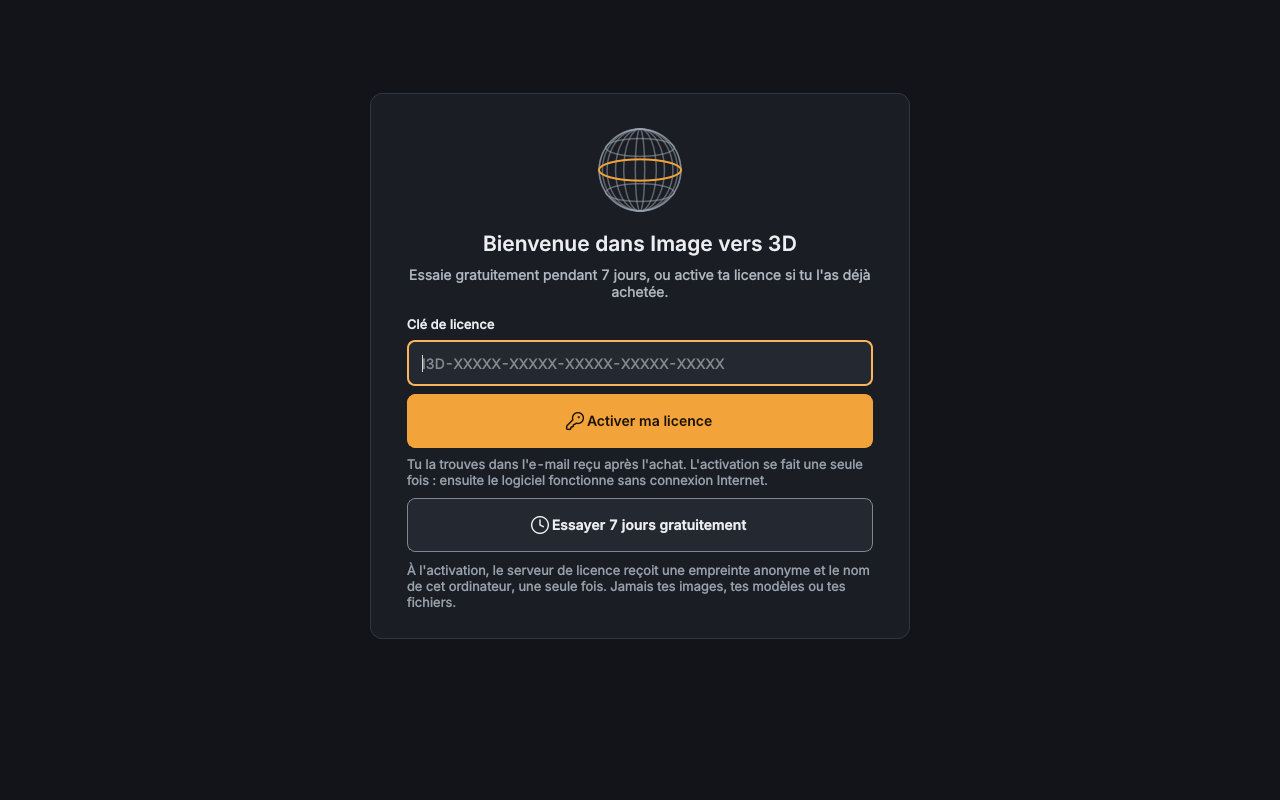 Bienvenue dans Image vers 3D
Essaie gratuitement pendant 7 jours, ou active ta licence si tu l'as déjà
achetée.
Clé de licence
I3D-XXXXX-XXXXX-XXXXX-XXXXX-XXXXX
Activer ma licence
Tu la trouves dans l'e-mail reçu après l'achat. L'activation se fait une seule
fois : ensuite le logiciel fonctionne sans connexion Internet.
Essayer 7 jours gratuitement
À l'activation, le serveur de licence reçoit une empreinte anonyme et le nom
de cet ordinateur, une seule fois. Jamais tes images, tes modèles ou tes
fichiers.